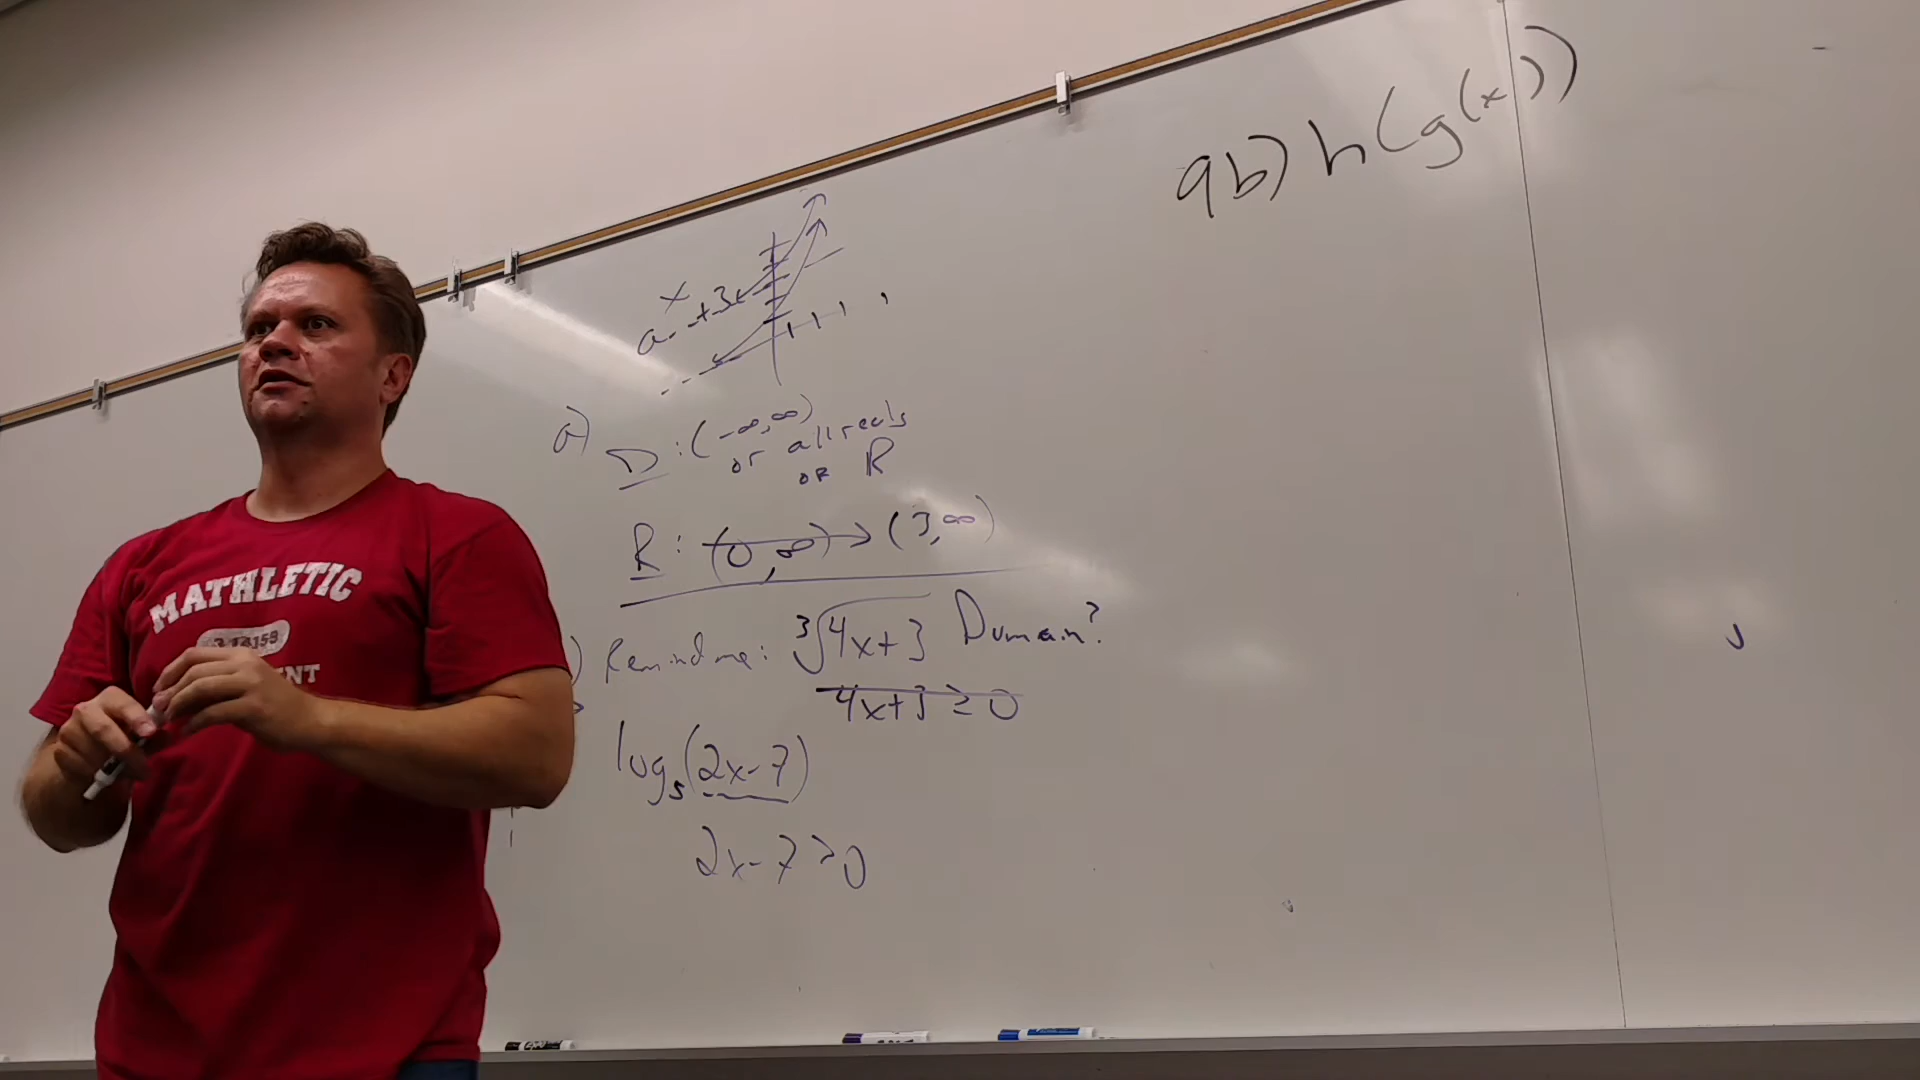 9b) h(g(x))
x
a +3
a) D: (-∞,∞)
or all reals
or R
R: (0,∞) → (3,∞)
) Remind me: ∛4x+3 Domain?
4x+3 ≥ 0
log₅(2x-7)
2x-7>0
MATHLETIC
3.14159